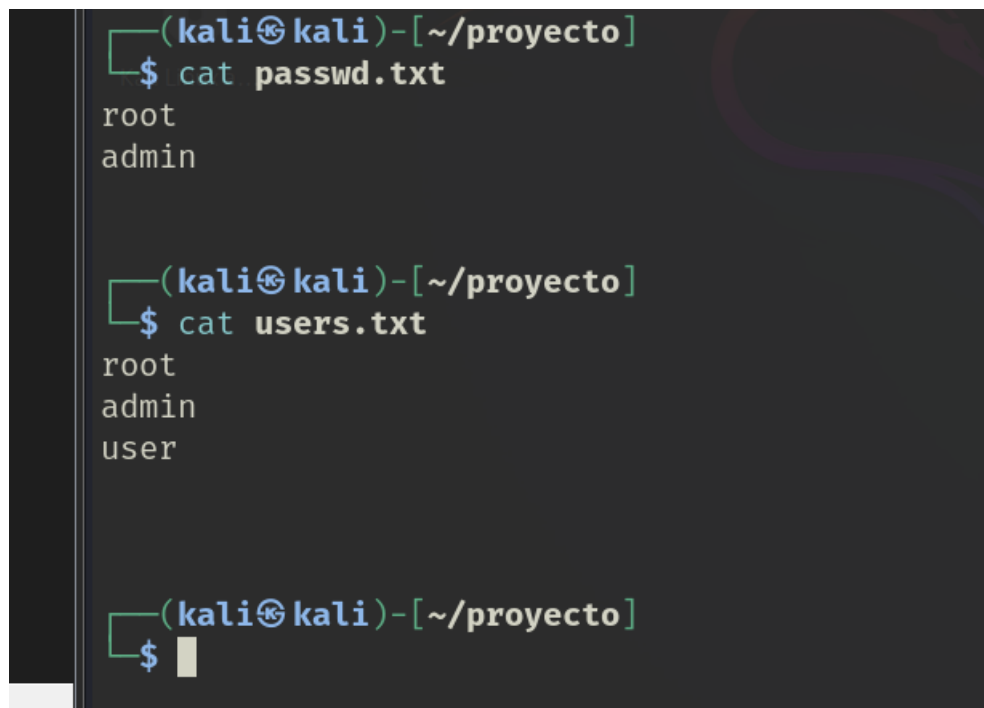 ┌──(kali㉿kali)-[~/proyecto]
└─$ cat passwd.txt
root
admin
┌──(kali㉿kali)-[~/proyecto]
└─$ cat users.txt
root
admin
user
┌──(kali㉿kali)-[~/proyecto]
└─$